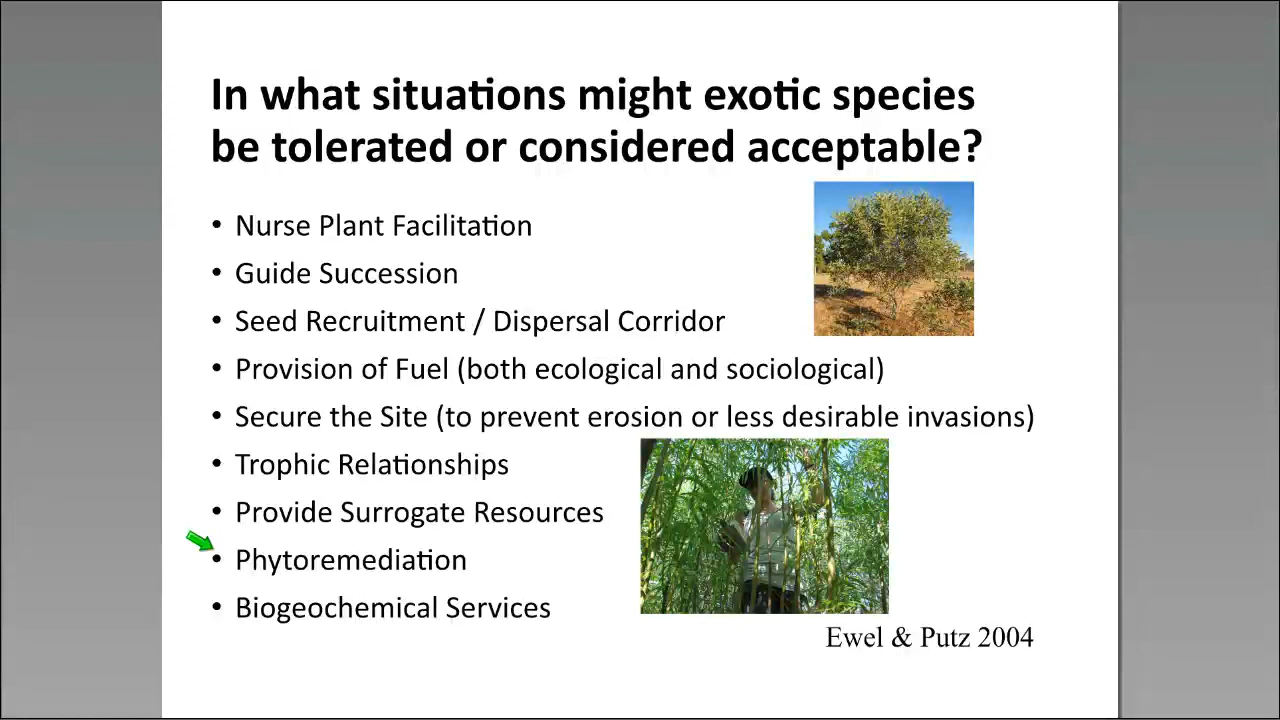 In what situations might exotic species
be tolerated or considered acceptable?
• Nurse Plant Facilitation
• Guide Succession
• Seed Recruitment / Dispersal Corridor
• Provision of Fuel (both ecological and sociological)
• Secure the Site (to prevent erosion or less desirable invasions)
• Trophic Relationships
• Provide Surrogate Resources
• Phytoremediation
• Biogeochemical Services
Ewel & Putz 2004